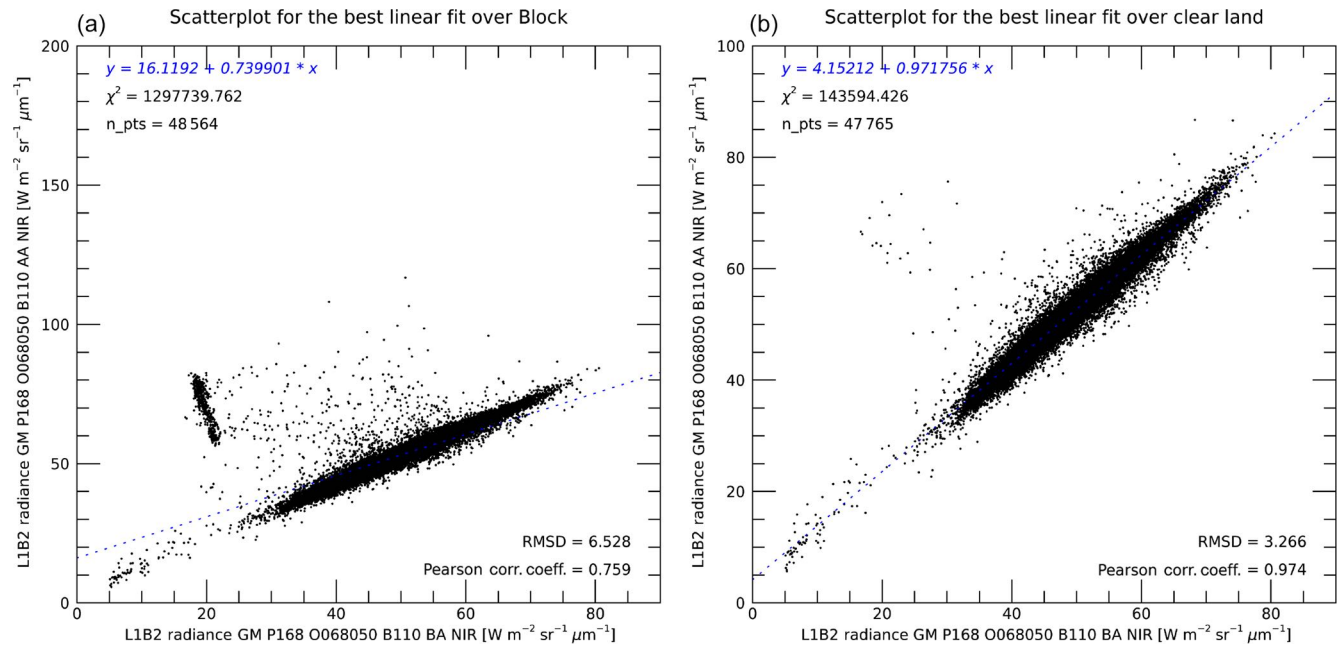 (a) Scatterplot for the best linear fit over Block
y = 16.1192 + 0.739901 * x
χ² = 1297739.762
n_pts = 48 564
200
150
100
50
0
L1B2 radiance GM P168 O068050 B110 AA NIR [W m⁻² sr⁻¹ μm⁻¹]
RMSD = 6.528
Pearson corr. coeff. = 0.759
0 20 40 60 80
L1B2 radiance GM P168 O068050 B110 BA NIR [W m⁻² sr⁻¹ μm⁻¹]
(b) Scatterplot for the best linear fit over clear land
y = 4.15212 + 0.971756 * x
χ² = 143594.426
n_pts = 47 765
100
80
60
40
20
0
L1B2 radiance GM P168 O068050 B110 AA NIR [W m⁻² sr⁻¹ μm⁻¹]
RMSD = 3.266
Pearson corr. coeff. = 0.974
0 20 40 60 80
L1B2 radiance GM P168 O068050 B110 BA NIR [W m⁻² sr⁻¹ μm⁻¹]